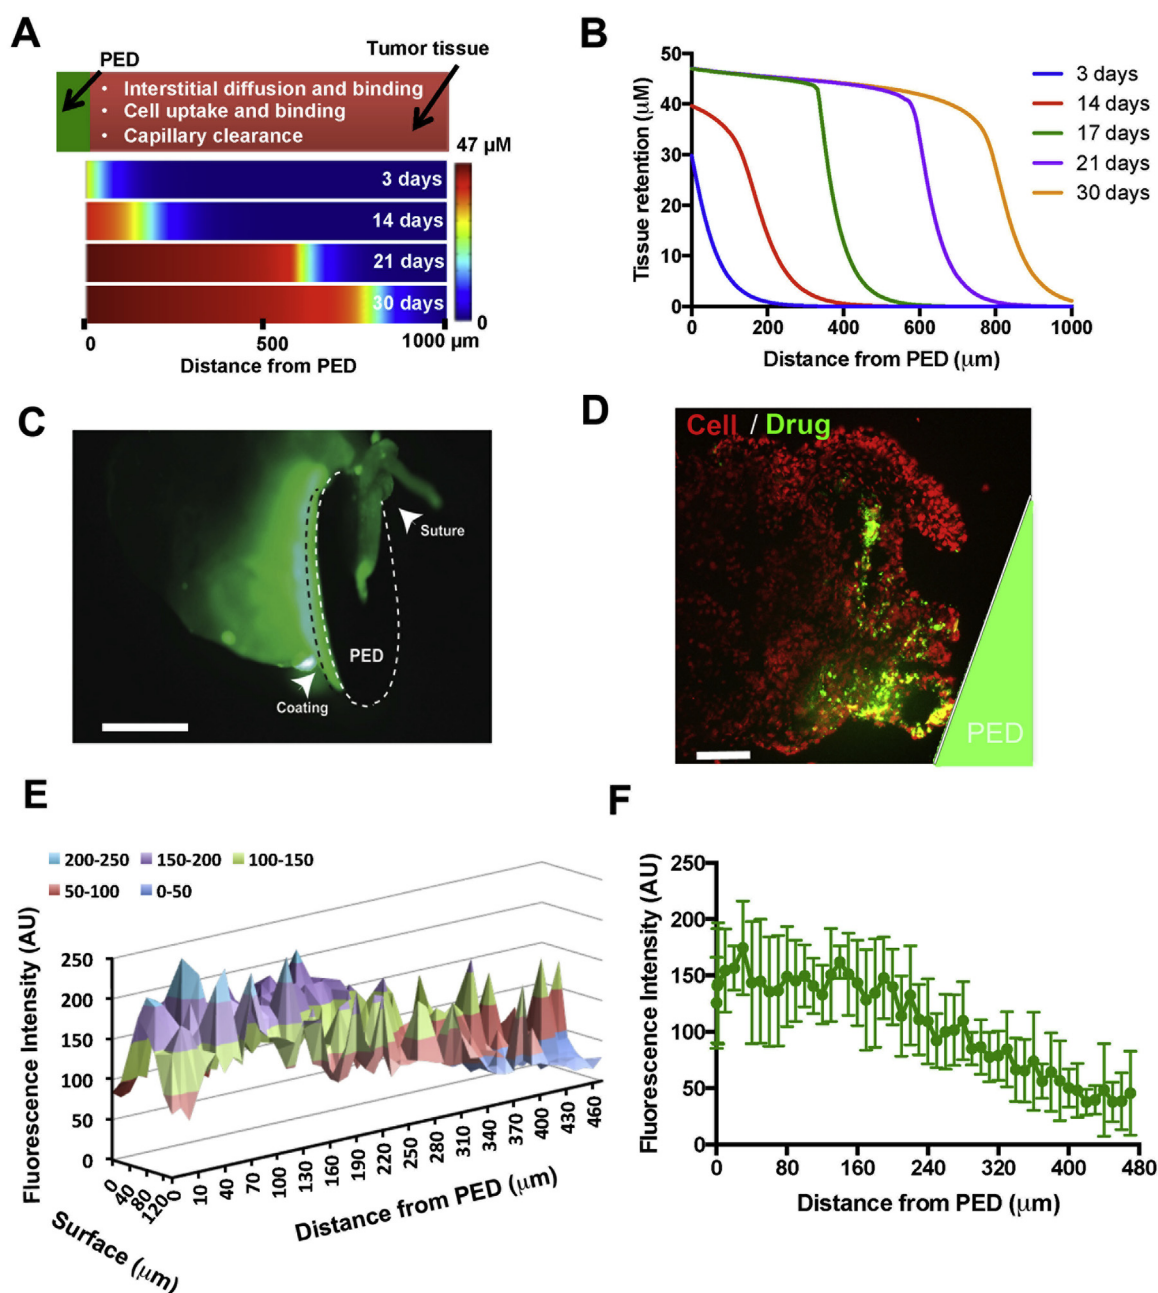 A
PED
Tumor tissue
• Interstitial diffusion and binding
• Cell uptake and binding
• Capillary clearance
47 μM
3 days
14 days
21 days
30 days
0
0
500
1000 μm
Distance from PED
B
50
40
30
20
10
0
Tissue retention (μM)
0 200 400 600 800 1000
Distance from PED (μm)
3 days
14 days
17 days
21 days
30 days
C
Suture
PED
Coating
D
Cell / Drug
PED
E
200-250 150-200 100-150
50-100 0-50
Fluorescence Intensity (AU)
250
200
150
100
50
0
0 40 80 120
Surface (μm)
0 10 40 70 100 130 160 190 220 250 280 310 340 370 400 430 460
Distance from PED (μm)
F
Fluorescence Intensity (AU)
250
200
150
100
50
0
0 80 160 240 320 400 480
Distance from PED (μm)